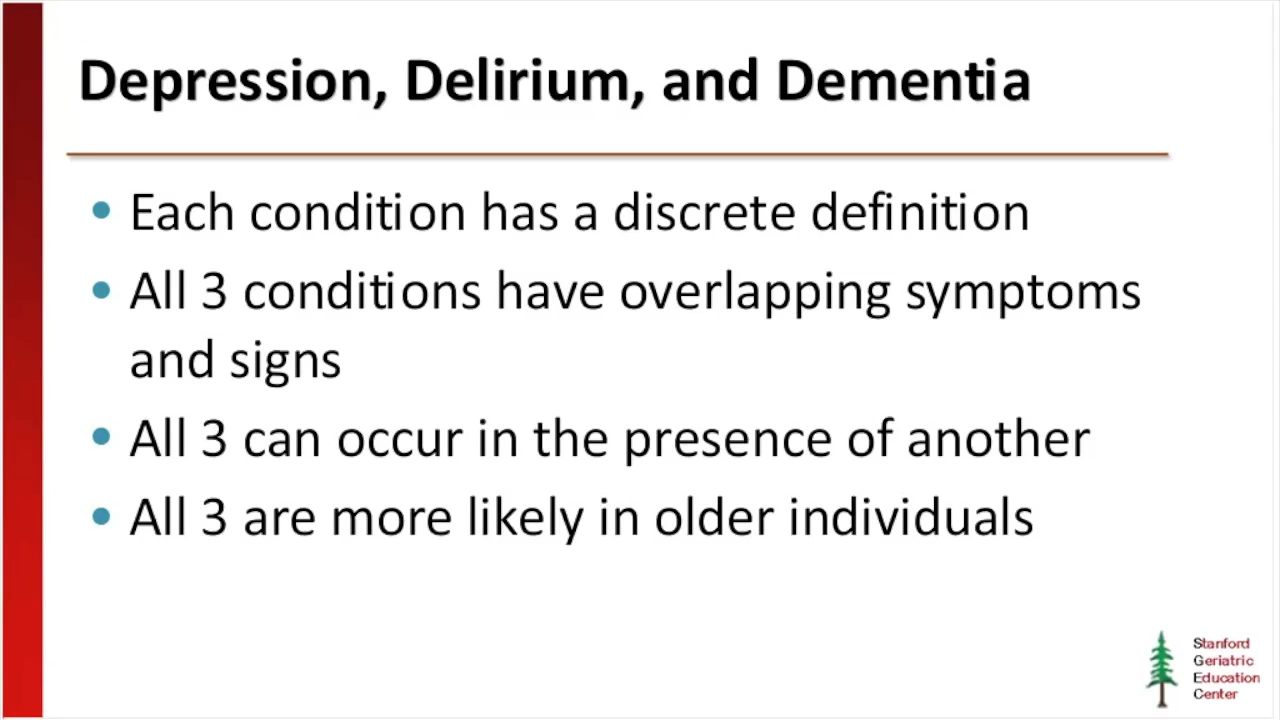 Depression, Delirium, and Dementia
• Each condition has a discrete definition
• All 3 conditions have overlapping symptoms
and signs
• All 3 can occur in the presence of another
• All 3 are more likely in older individuals
Stanford
Geriatric
Education
Center